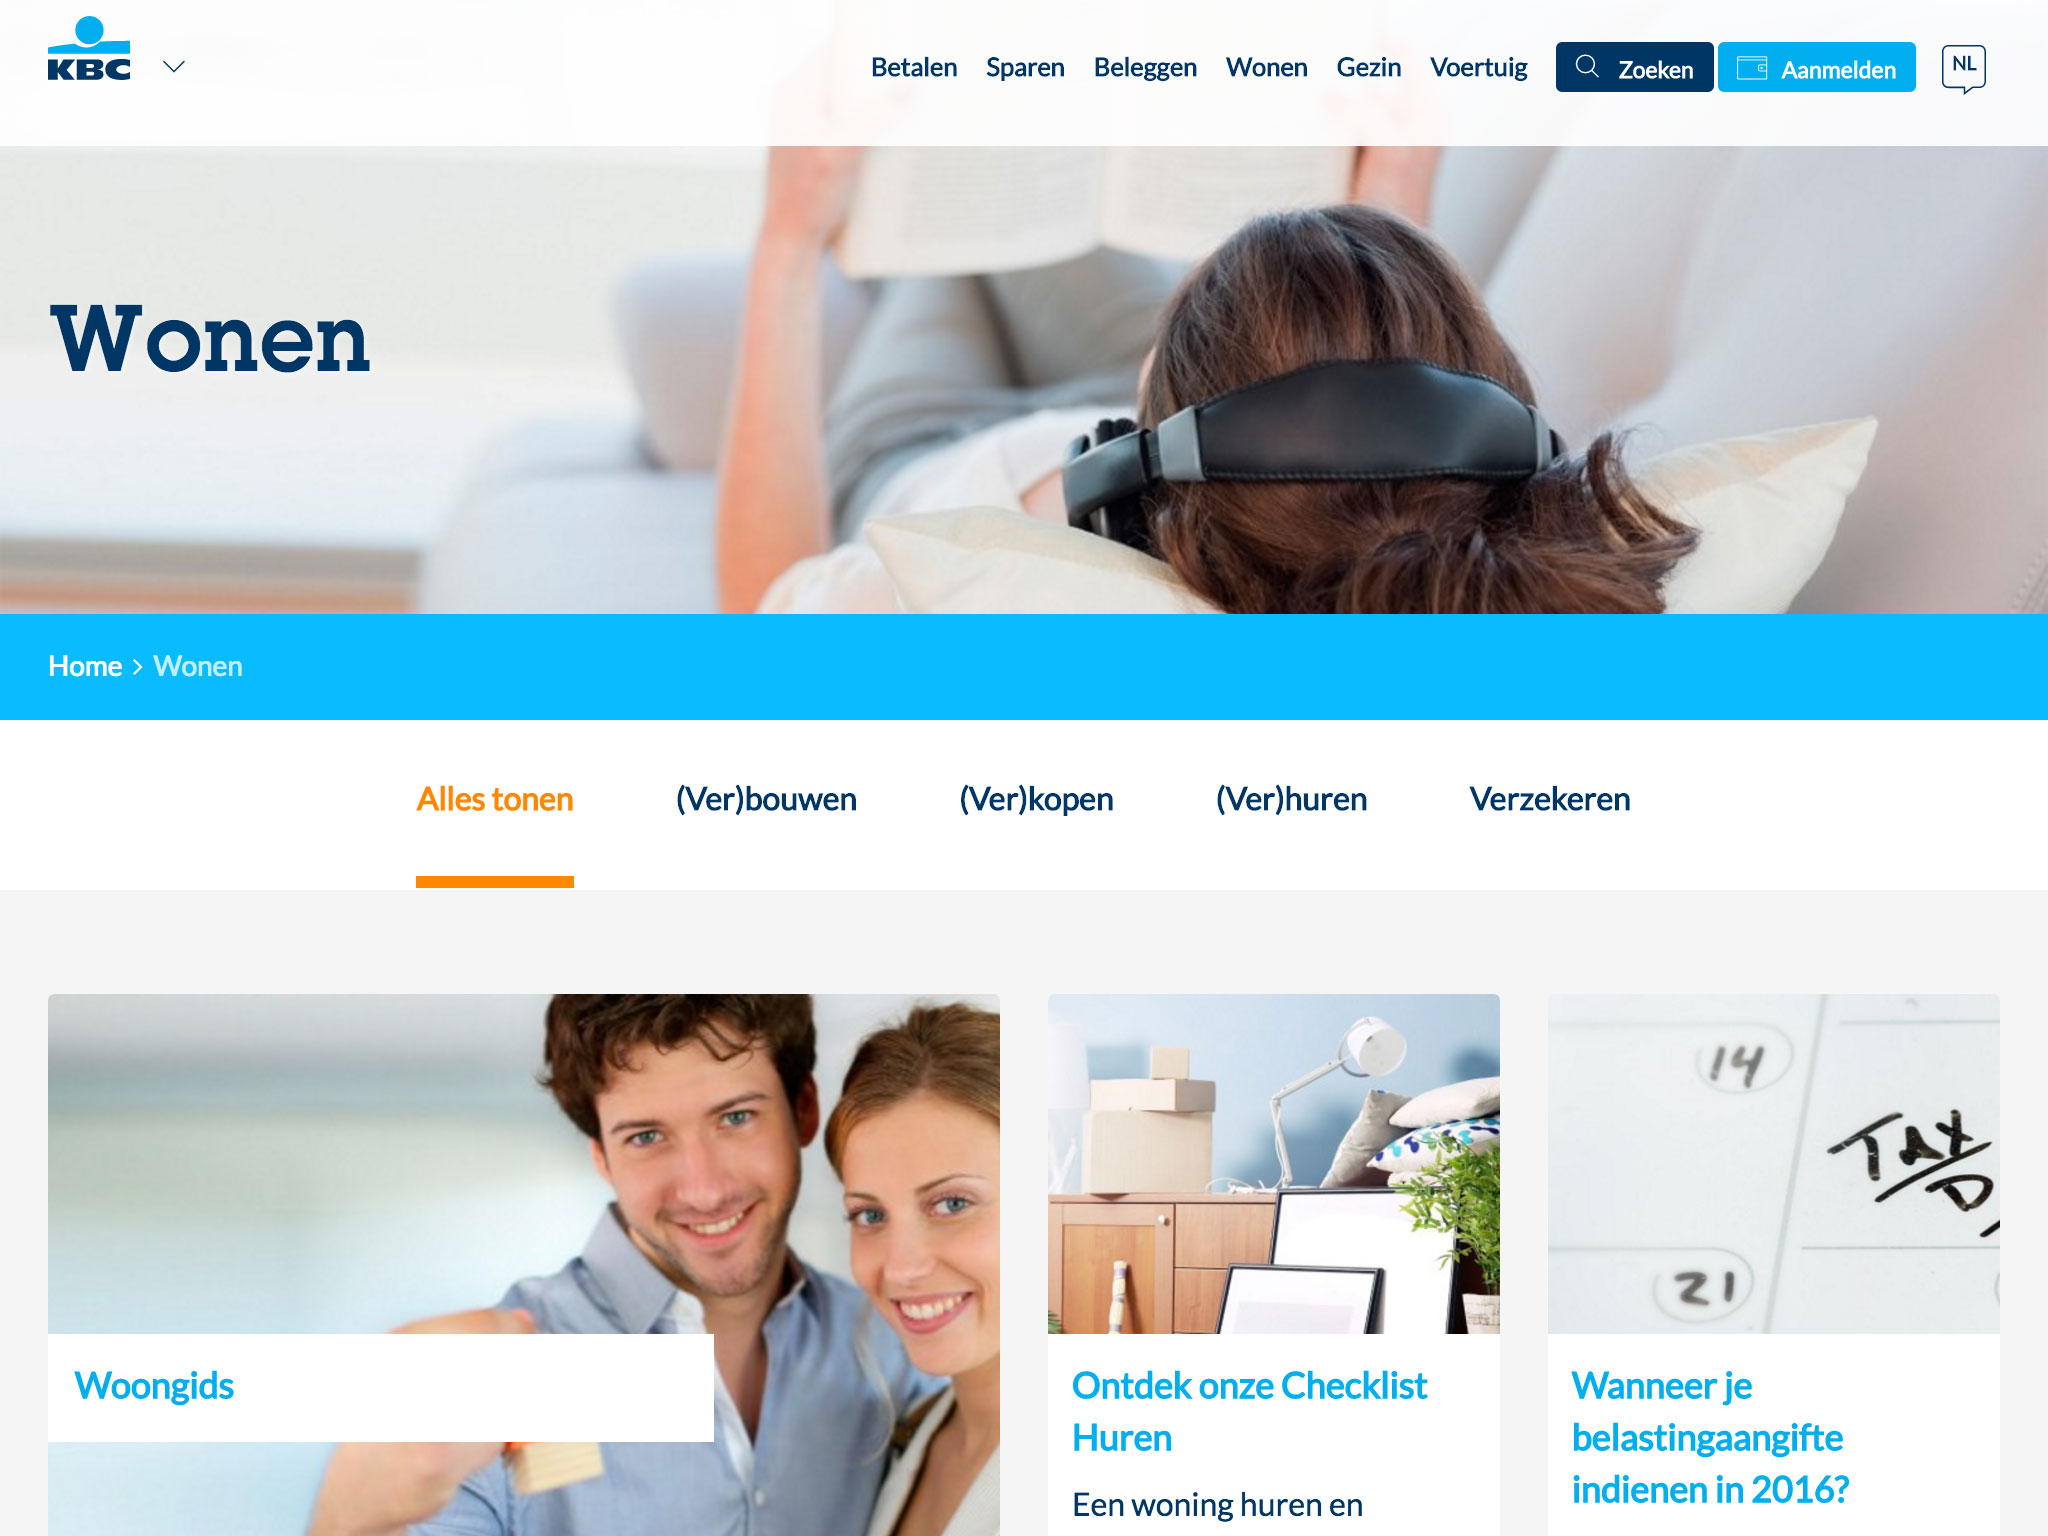 KBC
Betalen Sparen Beleggen Wonen Gezin Voertuig Zoeken Aanmelden NL
Wonen
Home > Wonen
Alles tonen (Ver)bouwen (Ver)kopen (Ver)huren Verzekeren
14
TAX
21
Woongids
Ontdek onze Checklist
Huren
Een woning huren en
Wanneer je
belastingaangifte
indienen in 2016?